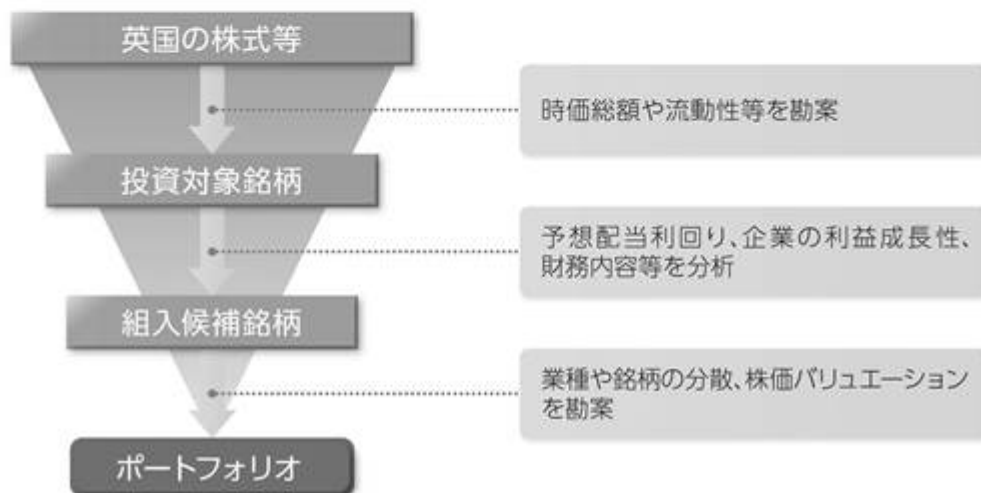 英国の株式等
時価総額や流動性等を勘案
投資対象銘柄
予想配当利回り、企業の利益成長性、
財務内容等を分析
組入候補銘柄
業種や銘柄の分散、株価バリュエーション
を勘案
ポートフォリオ